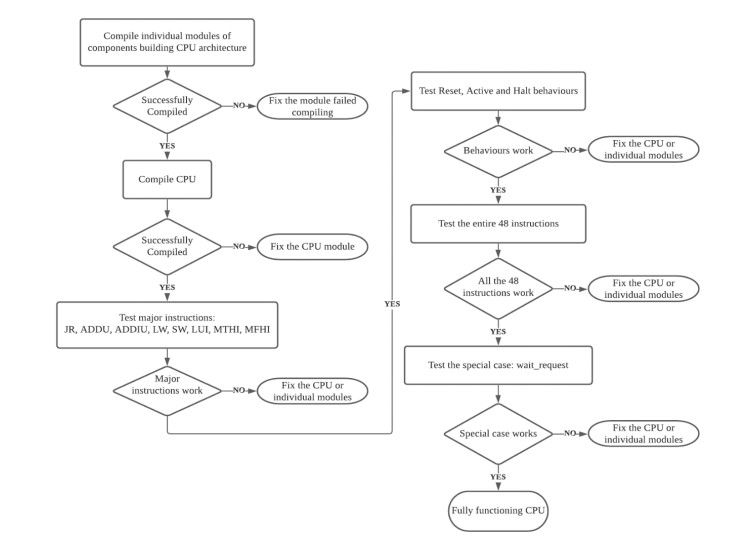 Compile individual modules of
components building CPU architecture
Successfully
Compiled
NO
Fix the module failed
compiling
YES
Compile CPU
Successfully
Compiled
NO
Fix the CPU module
YES
Test major instructions:
JR, ADDU, ADDIU, LW, SW, LUI, MTHI, MFHI
Major
instructions work
NO
Fix the CPU or
individual modules
YES
Test Reset, Active and Halt behaviours
Behaviours work
NO
Fix the CPU or
individual modules
YES
Test the entire 48 instructions
All the 48
instructions work
NO
Fix the CPU or
individual modules
YES
Test the special case: wait_request
Special case works
NO
Fix the CPU or
individual modules
YES
Fully functioning CPU